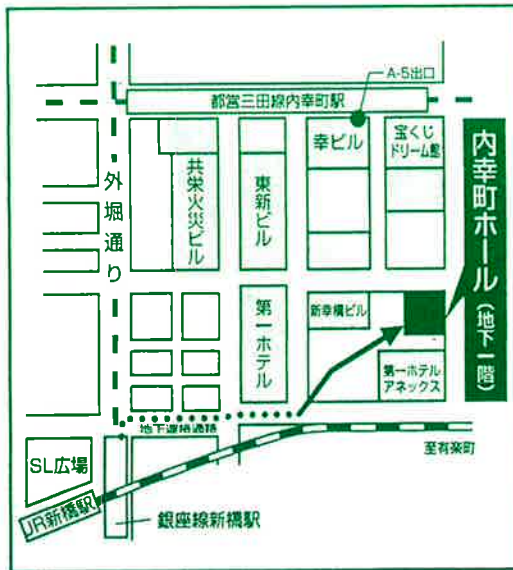 A-5出口
都営三田線内幸町駅
幸ビル
宝くじ
ドリーム館
内幸町ホール(地下一階)
外堀通り
共栄火災ビル
東新ビル
第一ホテル
新幸橋ビル
第一ホテル
アネックス
地下連絡通路
至有楽町
SL広場
JR新橋駅
銀座線新橋駅